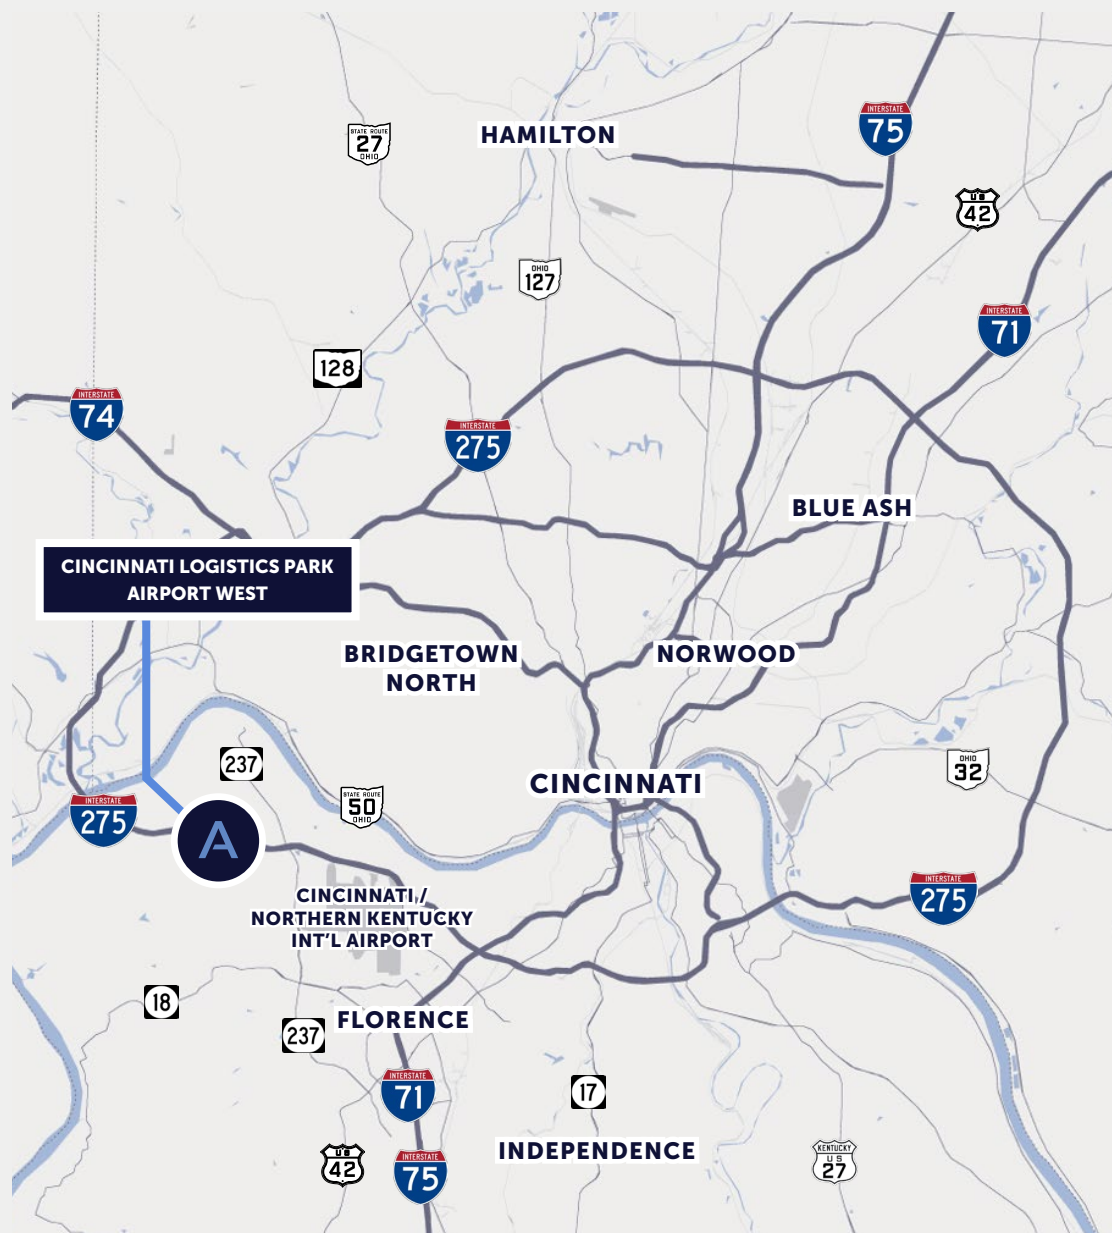 INTERSTATE
75
STATE ROUTE
27
OHIO
HAMILTON
US
42
OHIO
127
INTERSTATE
71
128
INTERSTATE
74
INTERSTATE
275
BLUE ASH
CINCINNATI LOGISTICS PARK
AIRPORT WEST
BRIDGETOWN
NORTH
NORWOOD
237
OHIO
32
CINCINNATI
STATE ROUTE
50
OHIO
INTERSTATE
275
A
INTERSTATE
275
CINCINNATI /
NORTHERN KENTUCKY
INT'L AIRPORT
18
FLORENCE
237
INTERSTATE
71
17
INDEPENDENCE
US
42
INTERSTATE
75
KENTUCKY
US
27